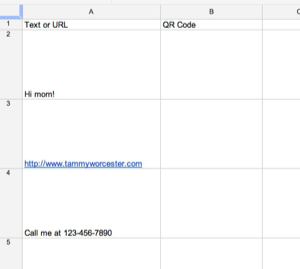 A B C
1 Text or URL QR Code
2
Hi mom!
3
http://www.tammyworcester.com
4
Call me at 123-456-7890
5